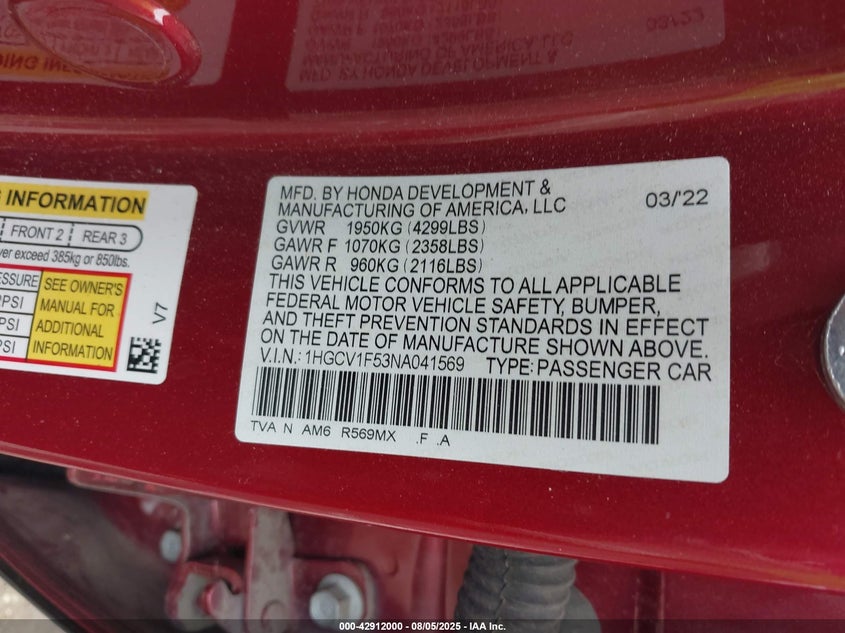 G INFORMATION
FRONT 2 REAR 3
ver exceed 385kg or 850lbs.
PRESSURE
PSI
PSI
PSI
SEE OWNER'S
MANUAL FOR
ADDITIONAL
INFORMATION
V7
MFD. BY HONDA DEVELOPMENT &
MANUFACTURING OF AMERICA, LLC 03/'22
GVWR 1950KG (4299LBS)
GAWR F 1070KG (2358LBS)
GAWR R 960KG (2116LBS)
THIS VEHICLE CONFORMS TO ALL APPLICABLE
FEDERAL MOTOR VEHICLE SAFETY, BUMPER,
AND THEFT PREVENTION STANDARDS IN EFFECT
ON THE DATE OF MANUFACTURE SHOWN ABOVE.
V.I.N.: 1HGCV1F53NA041569 TYPE: PASSENGER CAR
TVA N AM6 R569MX .F .A
000-42912000 - 08/05/2025 - IAA Inc.